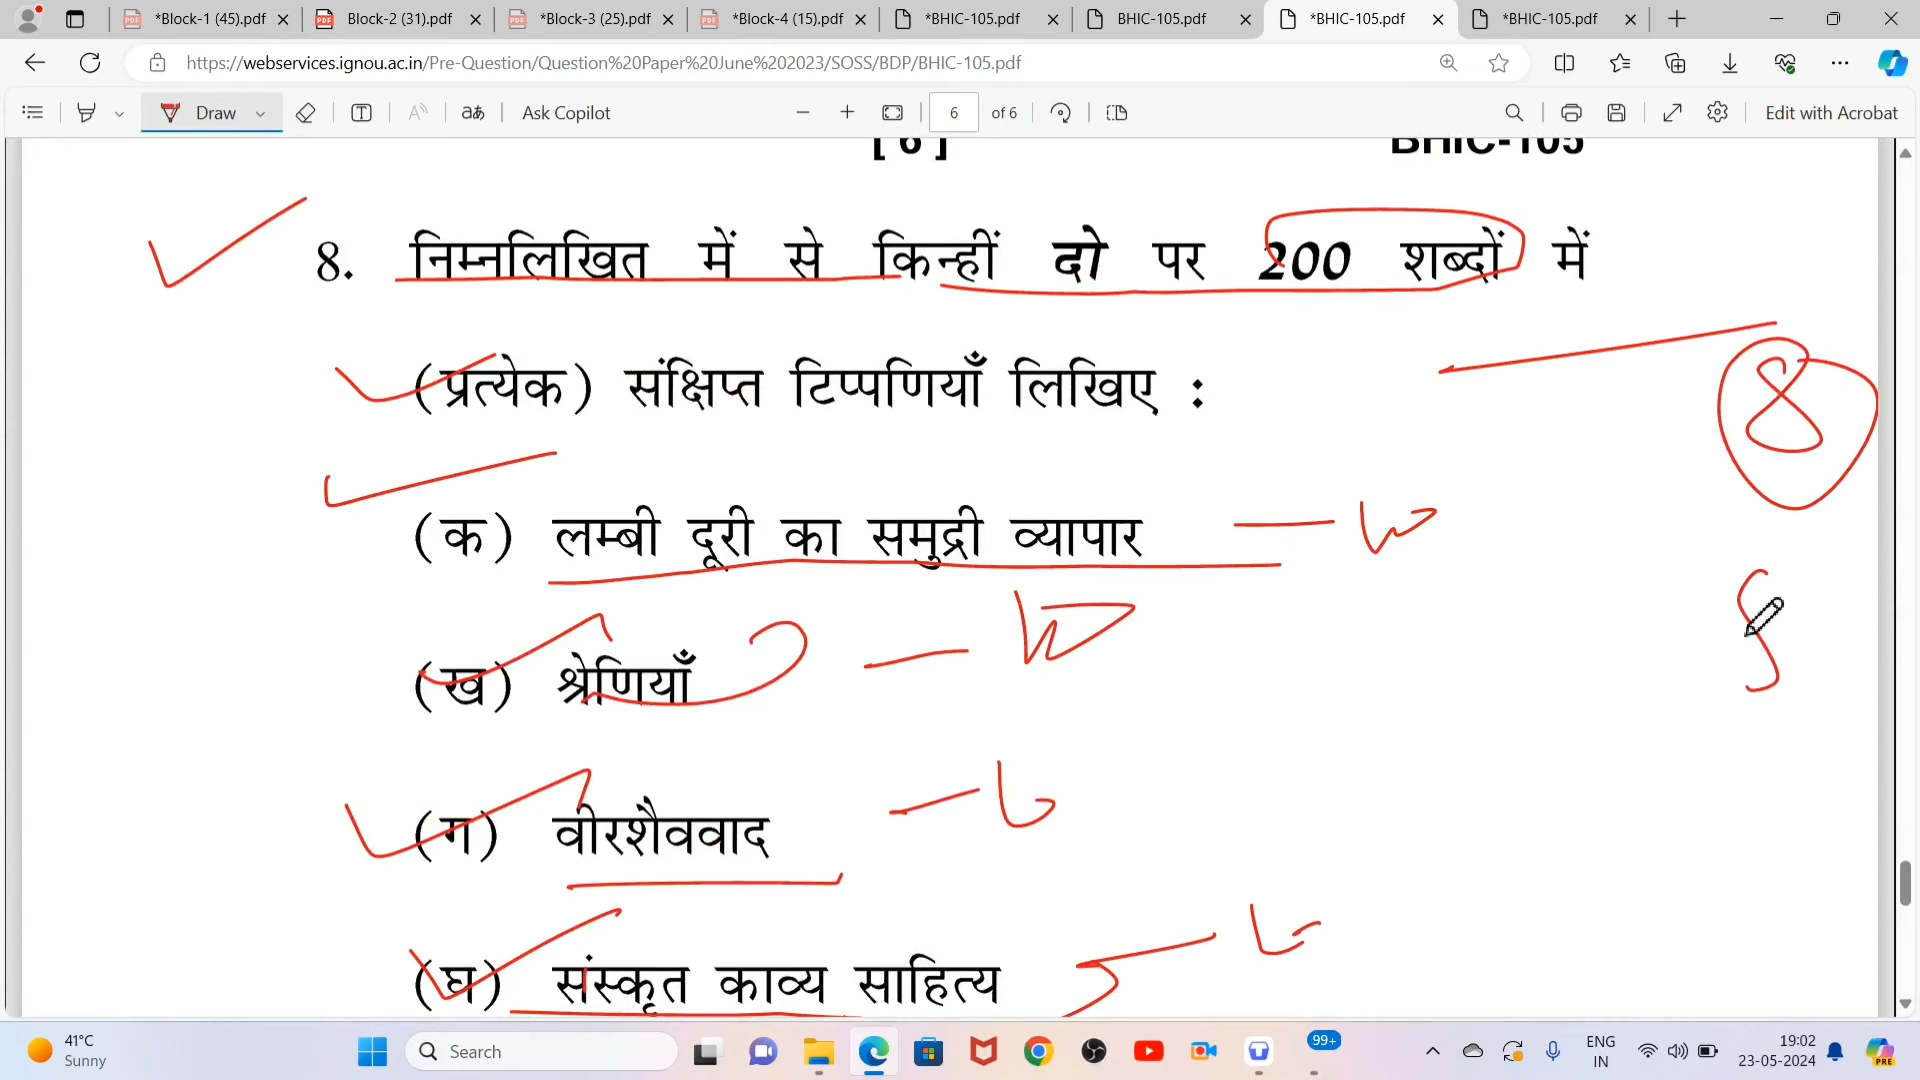 *Block-1 (45).pdf
Block-2 (31).pdf
*Block-3 (25).pdf
*Block-4 (15).pdf
*BHIC-105.pdf
BHIC-105.pdf
*BHIC-105.pdf
*BHIC-105.pdf
https://webservices.ignou.ac.in/Pre-Question/Question%20Paper%20June%202023/SOSS/BDP/BHIC-105.pdf
Draw
Ask Copilot
6 of 6
Edit with Acrobat
[ 6 ] BHIC-105
8. निम्नलिखित में से किन्हीं दो पर 200 शब्दों में
(प्रत्येक) संक्षिप्त टिप्पणियाँ लिखिए :
8
(क) लम्बी दूरी का समुद्री व्यापार
(ख) श्रेणियाँ
(ग) वीरशैववाद
(घ) संस्कृत काव्य साहित्य
41°C
Sunny
Search
99+
PRE
ENG
IN
19:02
23-05-2024